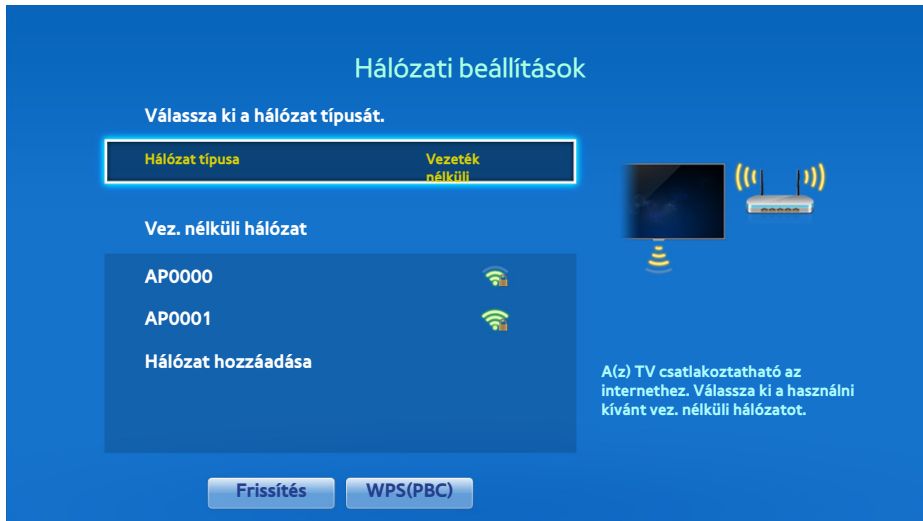 Hálózati beállítások
Válassza ki a hálózat típusát.
Hálózat típusa Vezeték
nélküli
Vez. nélküli hálózat
AP0000
AP0001
Hálózat hozzáadása
A(z) TV csatlakoztatható az
internethez. Válassza ki a használni
kívánt vez. nélküli hálózatot.
Frissítés WPS(PBC)